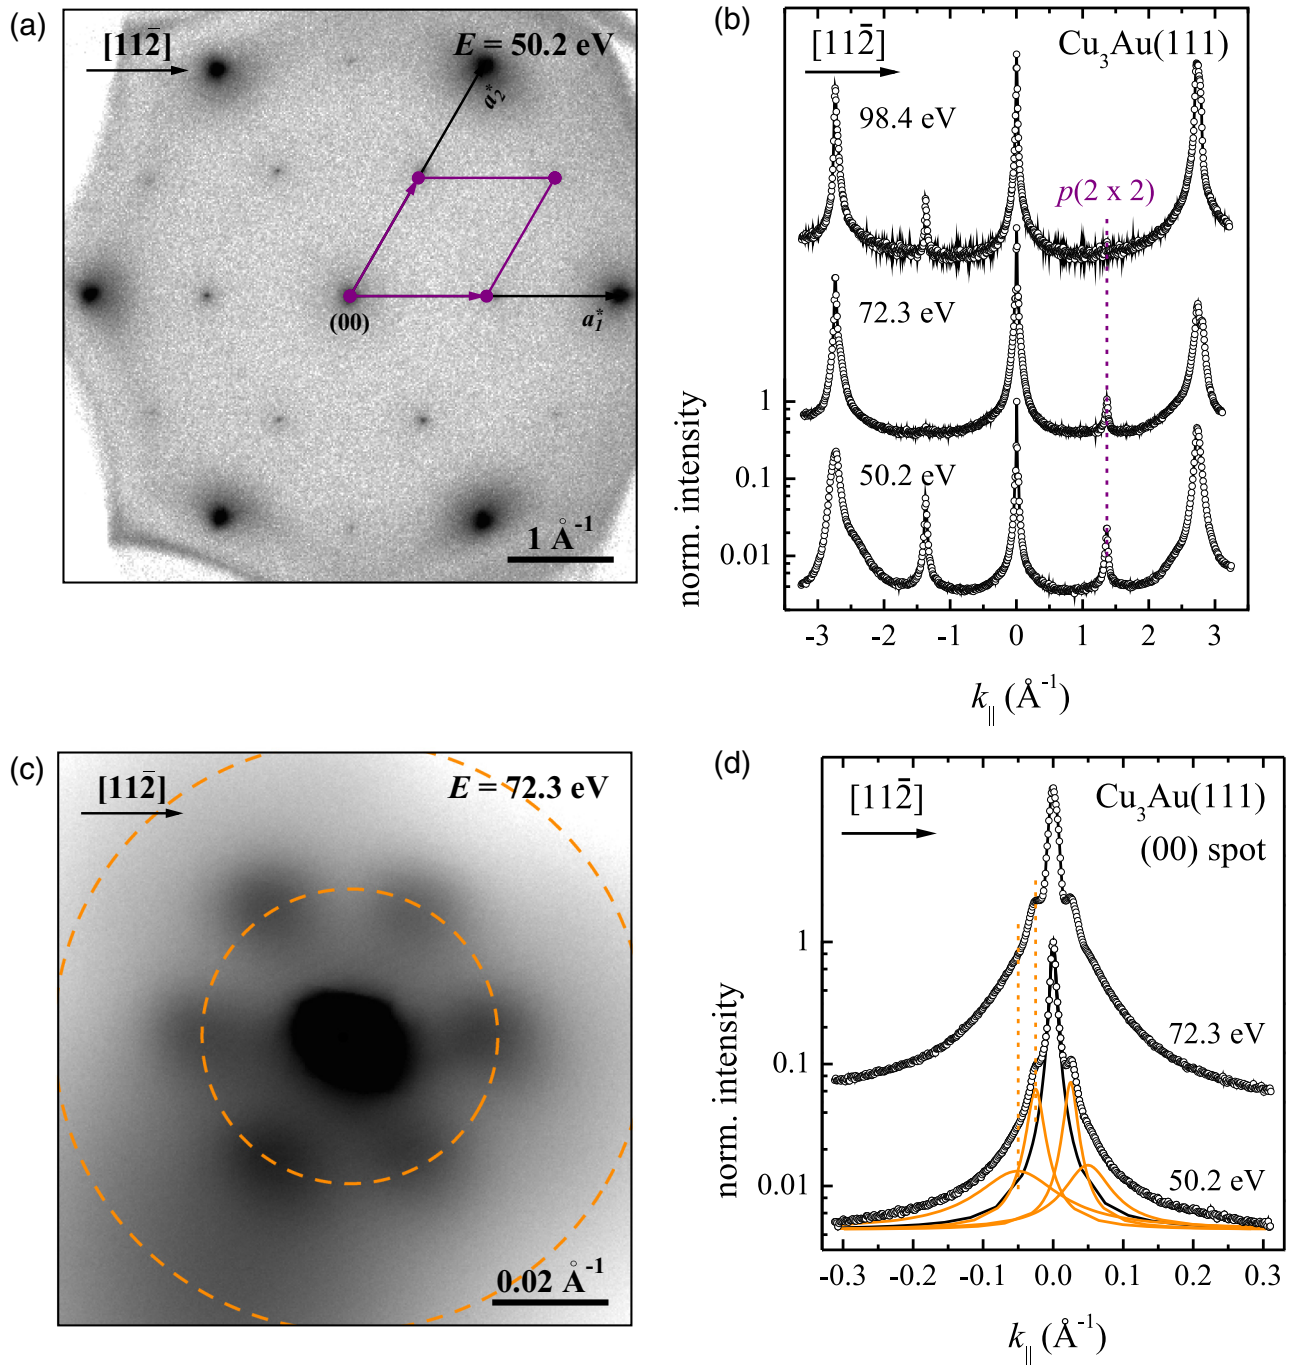 (a)
[112̄]
E = 50.2 eV
a₂*
(00)
a₁*
1 Å⁻¹
(b)
[112̄]
Cu₃Au(111)
98.4 eV
p(2 x 2)
72.3 eV
50.2 eV
1
0.1
0.01
norm. intensity
-3 -2 -1 0 1 2 3
k∥ (Å⁻¹)
(c)
[112̄]
E = 72.3 eV
0.02 Å⁻¹
(d)
[112̄]
Cu₃Au(111)
(00) spot
72.3 eV
50.2 eV
1
0.1
0.01
norm. intensity
-0.3 -0.2 -0.1 0.0 0.1 0.2 0.3
k∥ (Å⁻¹)